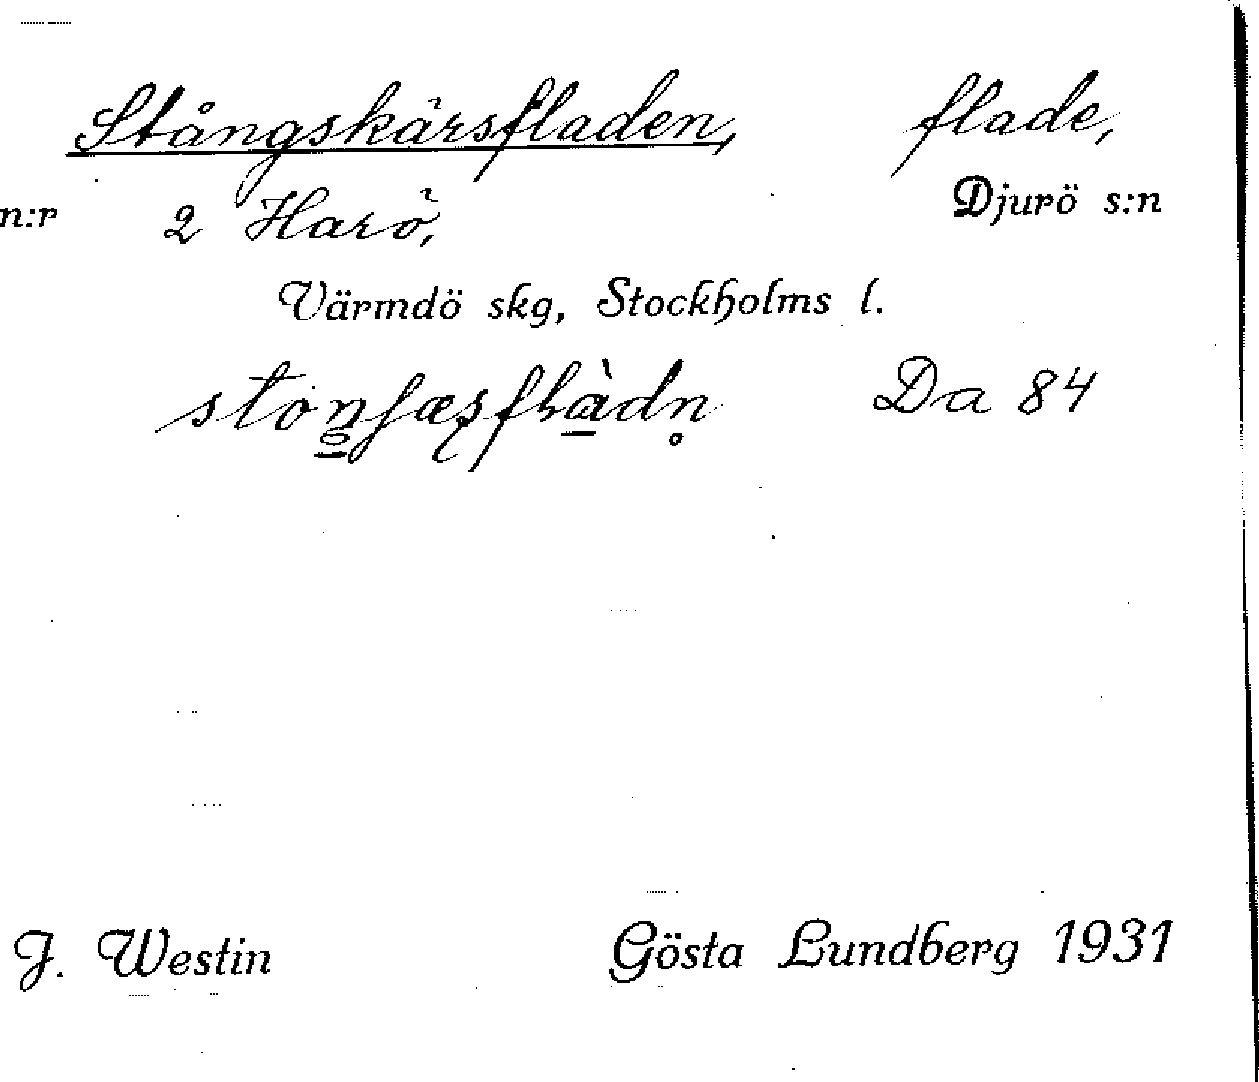 Stångskärsfladen, flade,
n:r 2 Harö, Djurö s:n
Värmdö skg, Stockholms l.
Da 84
J. Westin Gösta Lundberg 1931